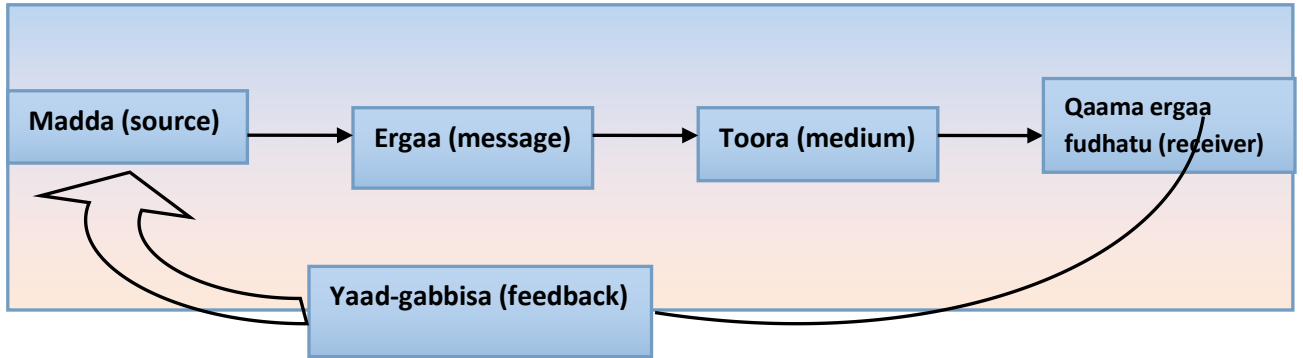 Madda (source)
Ergaa (message)
Toora (medium)
Qaama ergaa
fudhatu (receiver)
Yaad-gabbisa (feedback)